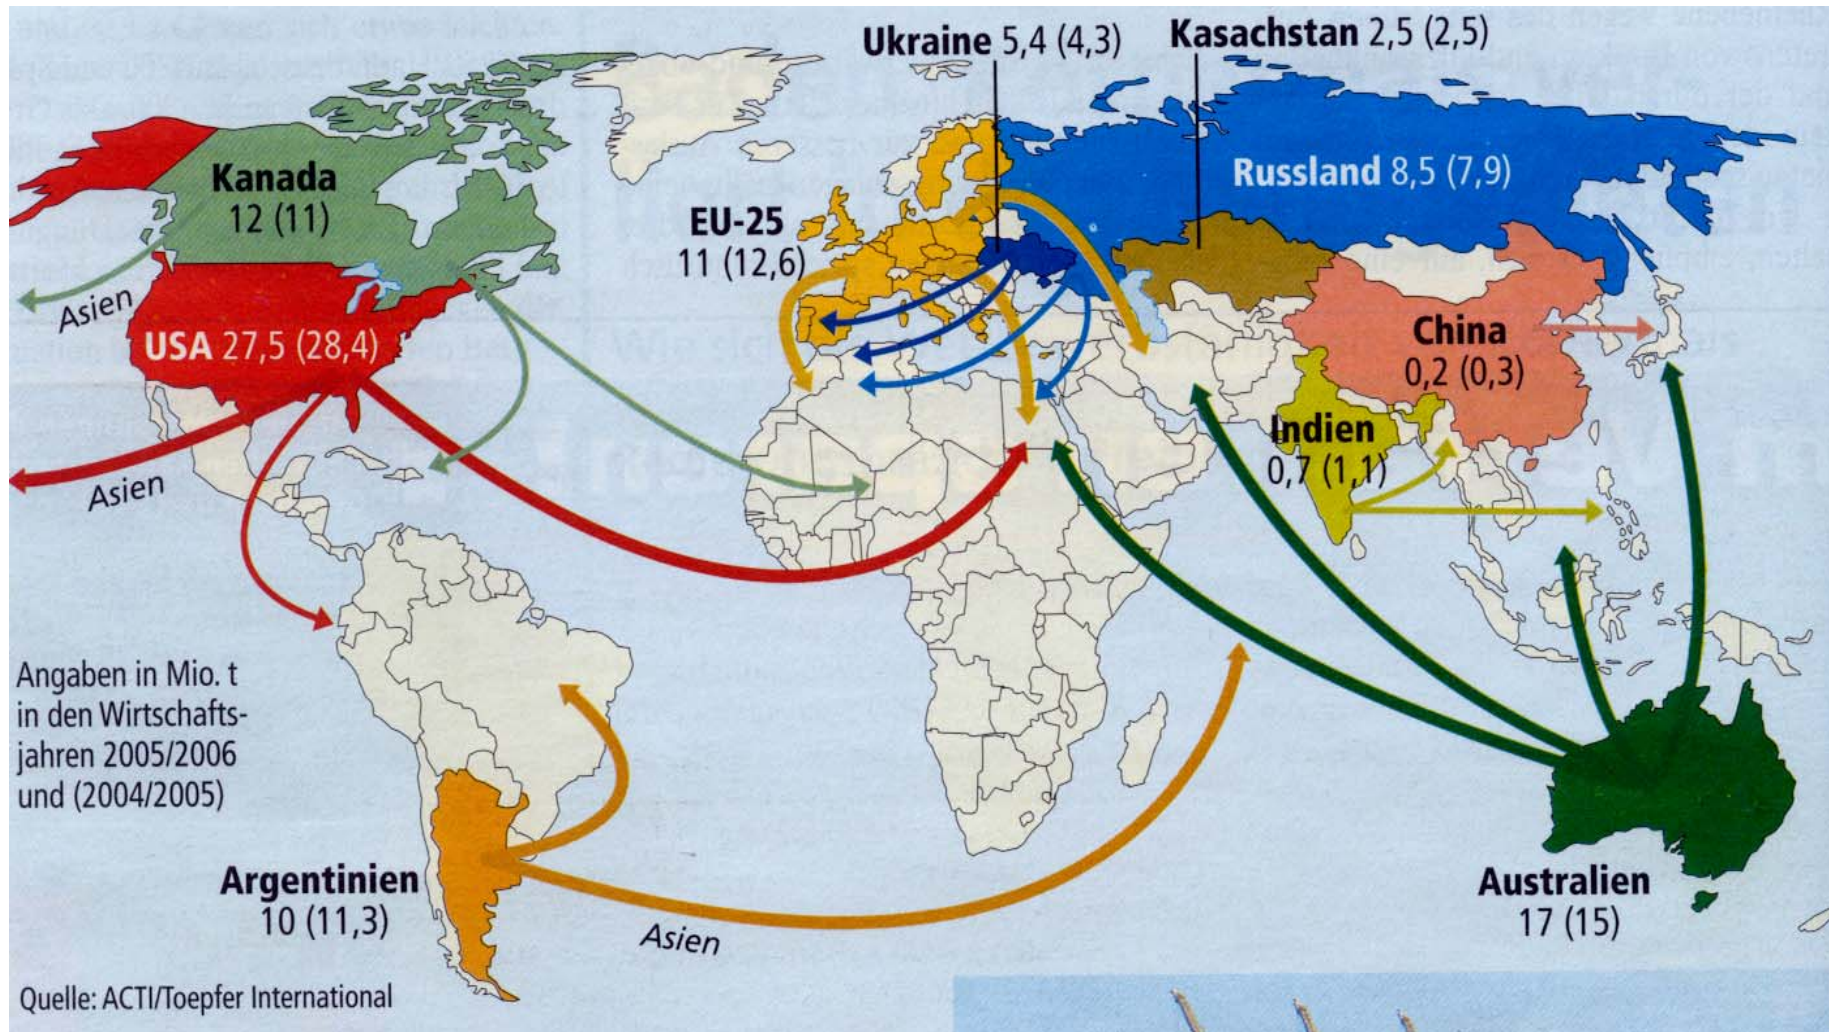 Ukraine 5,4 (4,3)
Kasachstan 2,5 (2,5)
Kanada
12 (11)
Russland 8,5 (7,9)
EU-25
11 (12,6)
Asien
USA 27,5 (28,4)
China
0,2 (0,3)
Indien
0,7 (1,1)
Asien
Angaben in Mio. t
in den Wirtschafts-
jahren 2005/2006
und (2004/2005)
Argentinien
10 (11,3)
Asien
Australien
17 (15)
Quelle: ACTI/Toepfer International